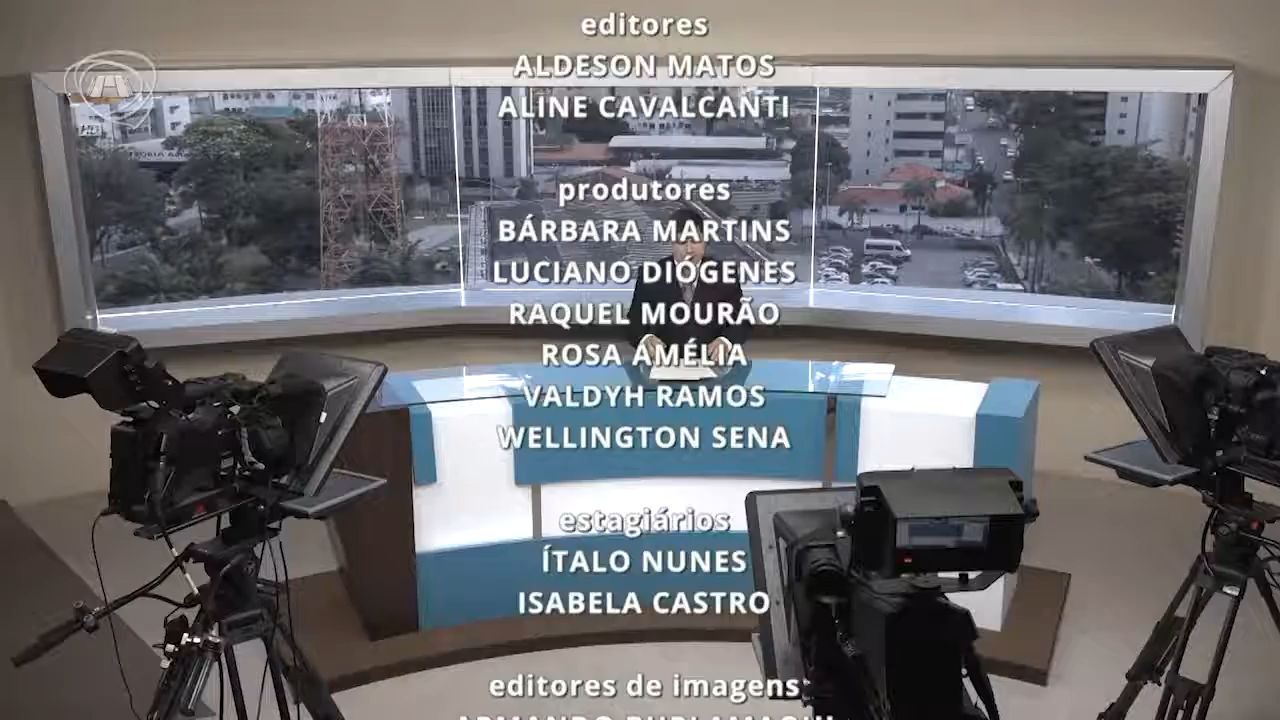 editores
ALDESON MATOS
ALINE CAVALCANTI
produtores
BÁRBARA MARTINS
LUCIANO DIÓGENES
RAQUEL MOURÃO
ROSA AMÉLIA
VALDYH RAMOS
WELLINGTON SENA
estagiários
ÍTALO NUNES
ISABELA CASTRO
editores de imagens
HD